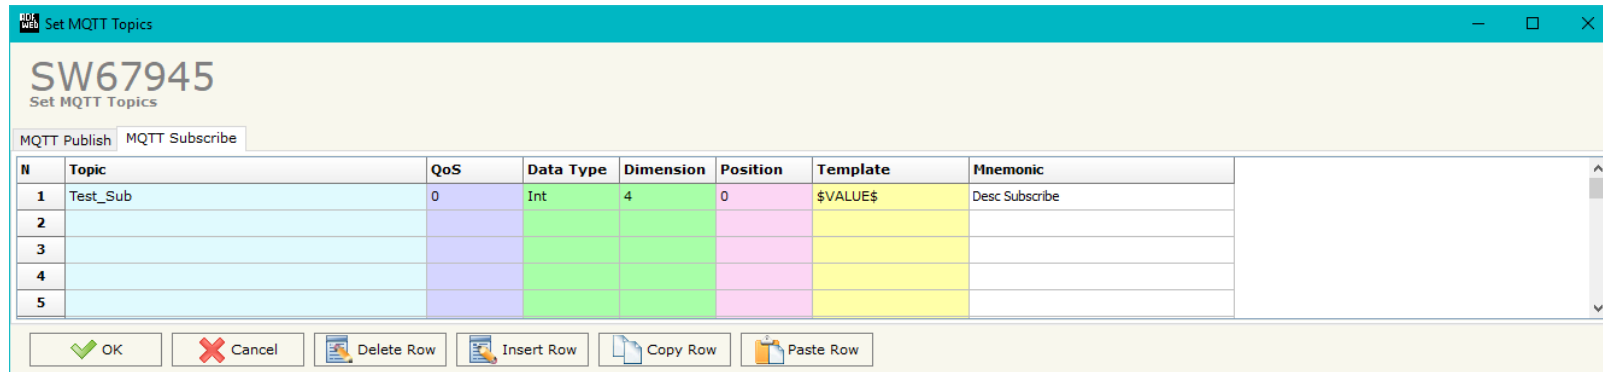 ADF WEB Set MQTT Topics
SW67945
Set MQTT Topics
MQTT Publish MQTT Subscribe
N Topic QoS Data Type Dimension Position Template Mnemonic
1 Test_Sub 0 Int 4 0 $VALUE$ Desc Subscribe
2
3
4
5
OK Cancel Delete Row Insert Row Copy Row Paste Row